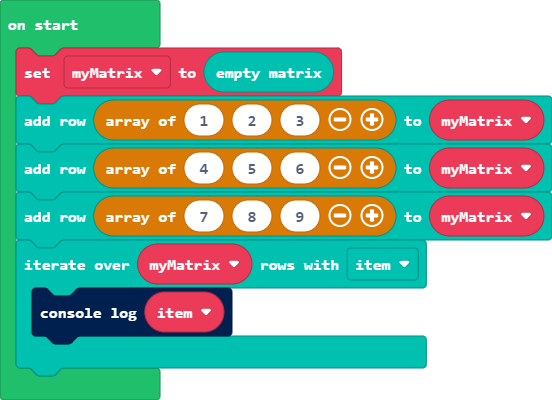 on start
set myMatrix to empty matrix
add row array of 1 2 3 to myMatrix
add row array of 4 5 6 to myMatrix
add row array of 7 8 9 to myMatrix
iterate over myMatrix rows with item
console log item